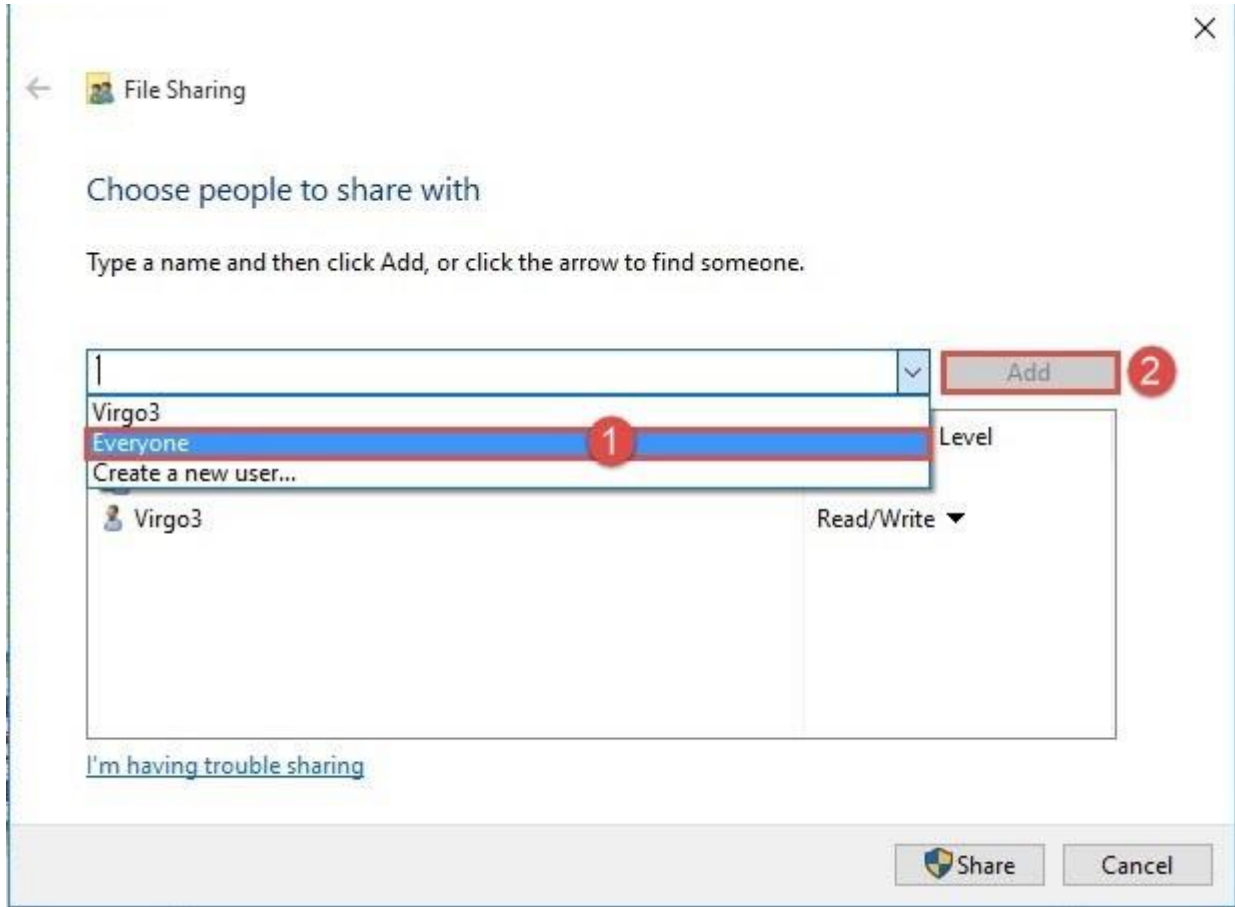 File Sharing
Choose people to share with
Type a name and then click Add, or click the arrow to find someone.
Add 2
Virgo3
Everyone 1
Level
Create a new user...
Virgo3 Read/Write
I'm having trouble sharing
Share Cancel